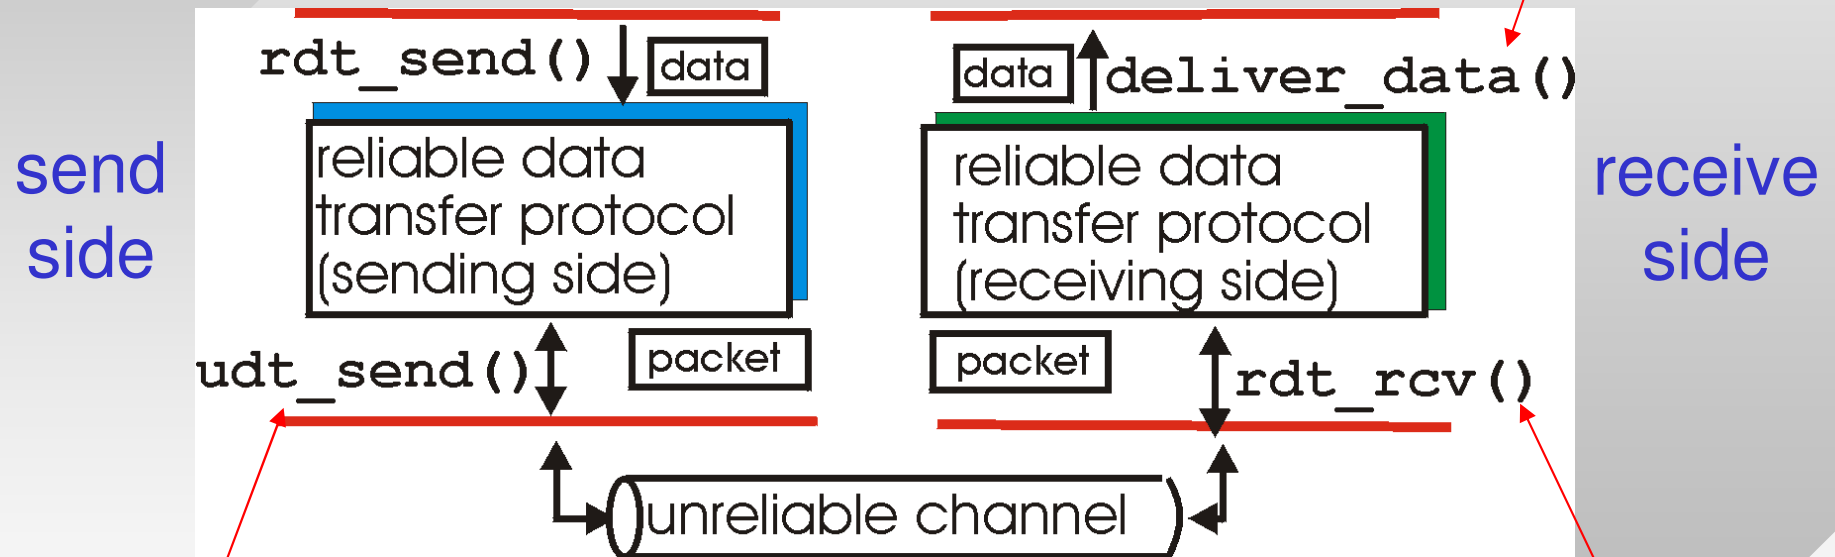 rdt_send()
data
data
deliver_data()
send
side
reliable data
transfer protocol
(sending side)
reliable data
transfer protocol
(receiving side)
receive
side
udt_send()
packet
packet
rdt_rcv()
unreliable channel